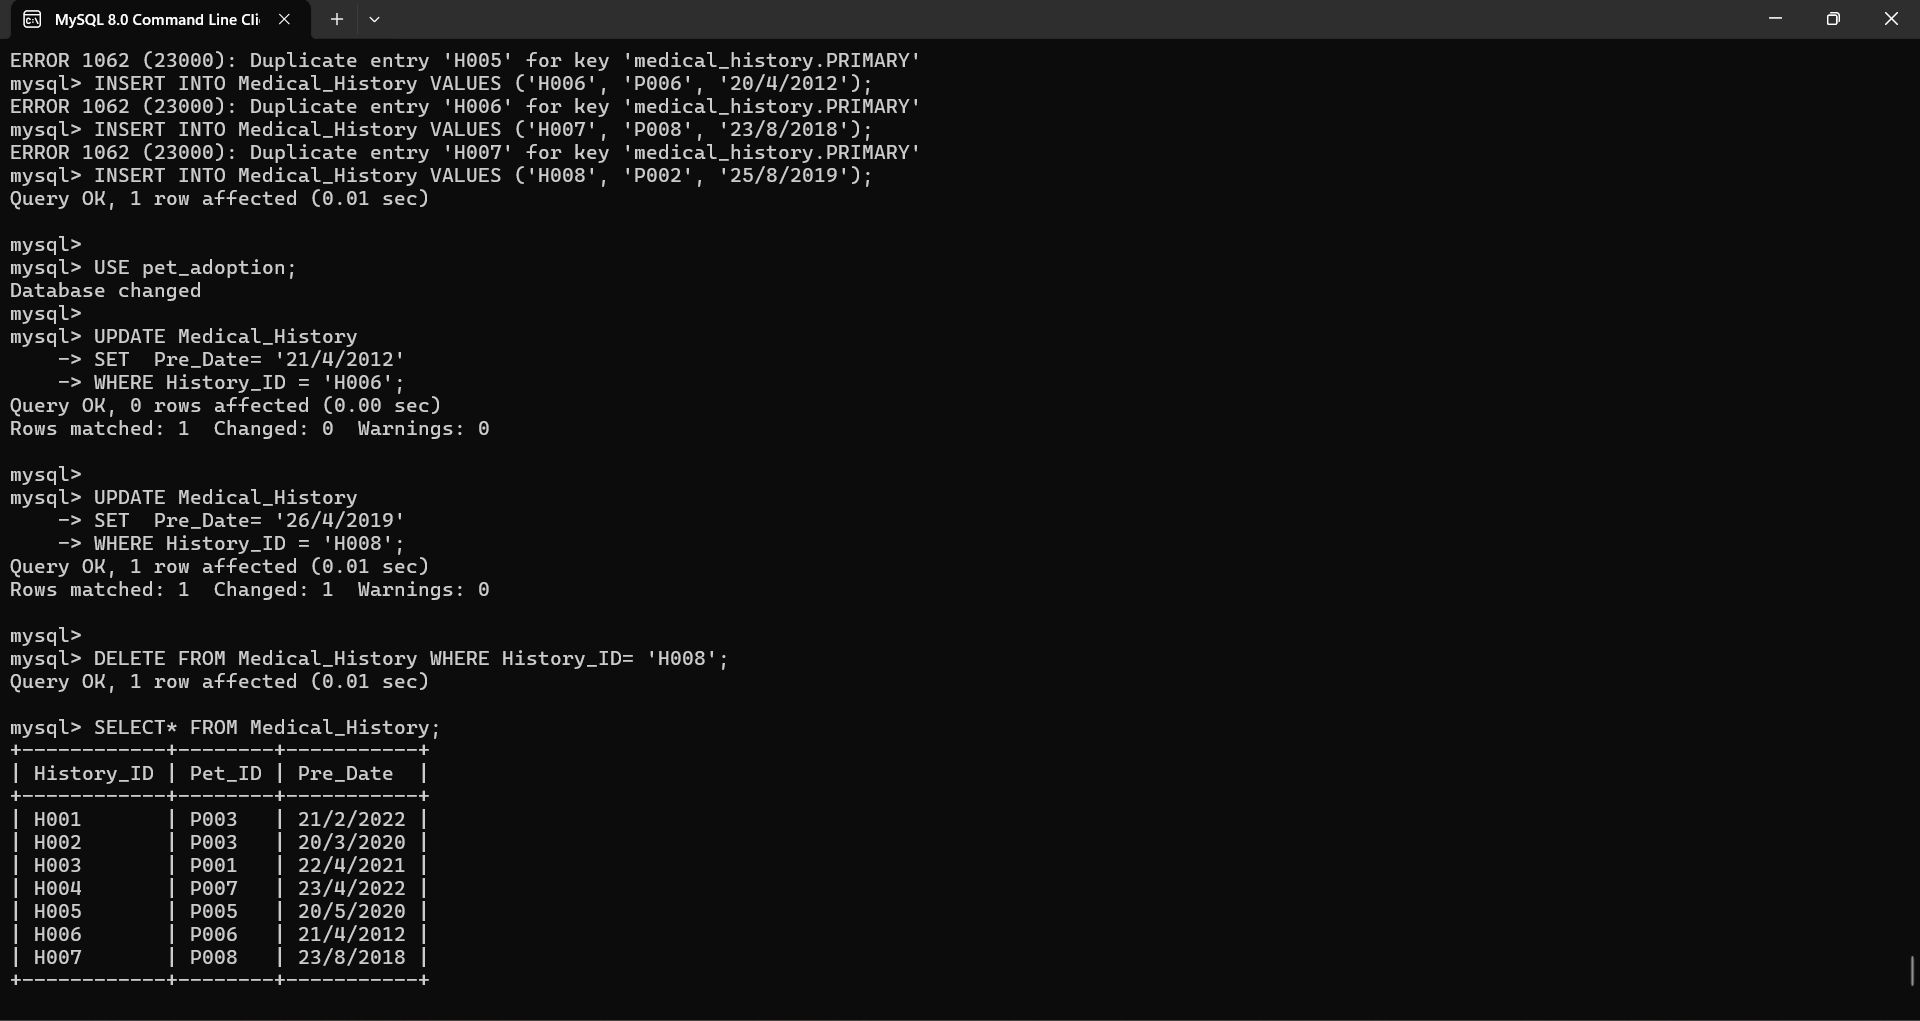 MySQL 8.0 Command Line Cli
ERROR 1062 (23000): Duplicate entry 'H005' for key 'medical_history.PRIMARY'
mysql> INSERT INTO Medical_History VALUES ('H006', 'P006', '20/4/2012');
ERROR 1062 (23000): Duplicate entry 'H006' for key 'medical_history.PRIMARY'
mysql> INSERT INTO Medical_History VALUES ('H007', 'P008', '23/8/2018');
ERROR 1062 (23000): Duplicate entry 'H007' for key 'medical_history.PRIMARY'
mysql> INSERT INTO Medical_History VALUES ('H008', 'P002', '25/8/2019');
Query OK, 1 row affected (0.01 sec)

mysql>
mysql> USE pet_adoption;
Database changed
mysql>
mysql> UPDATE Medical_History
    -> SET  Pre_Date= '21/4/2012'
    -> WHERE History_ID = 'H006';
Query OK, 0 rows affected (0.00 sec)
Rows matched: 1  Changed: 0  Warnings: 0

mysql>
mysql> UPDATE Medical_History
    -> SET  Pre_Date= '26/4/2019'
    -> WHERE History_ID = 'H008';
Query OK, 1 row affected (0.01 sec)
Rows matched: 1  Changed: 1  Warnings: 0

mysql>
mysql> DELETE FROM Medical_History WHERE History_ID= 'H008';
Query OK, 1 row affected (0.01 sec)

mysql> SELECT* FROM Medical_History;
+------------+--------+-----------+
| History_ID | Pet_ID | Pre_Date  |
+------------+--------+-----------+
| H001       | P003   | 21/2/2022 |
| H002       | P003   | 20/3/2020 |
| H003       | P001   | 22/4/2021 |
| H004       | P007   | 23/4/2022 |
| H005       | P005   | 20/5/2020 |
| H006       | P006   | 21/4/2012 |
| H007       | P008   | 23/8/2018 |
+------------+--------+-----------+